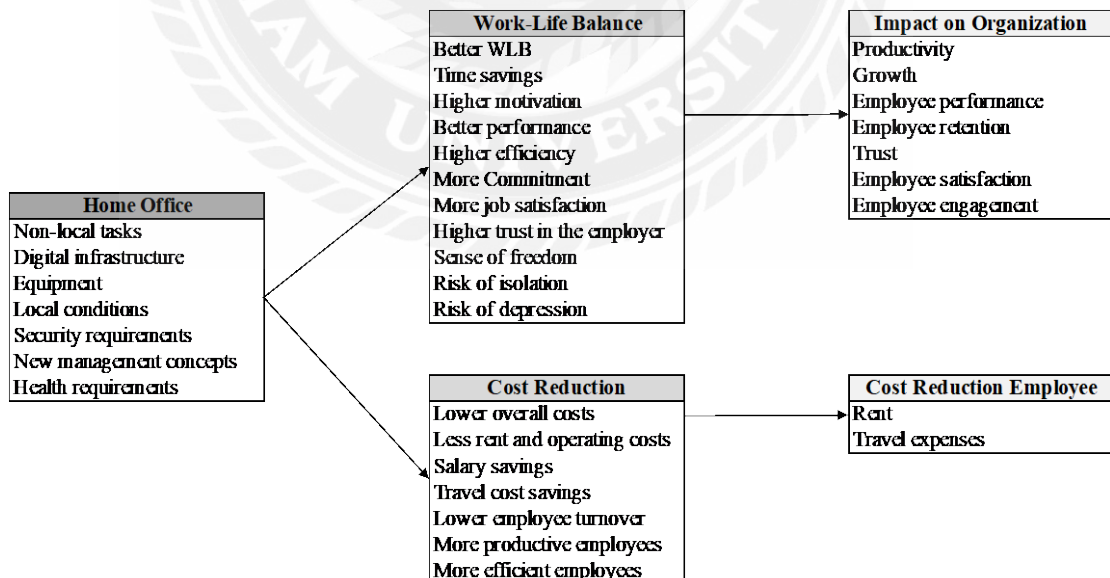 Work-Life Balance
Better WLB
Time savings
Higher motivation
Better performance
Higher efficiency
More Commitment
More job satisfaction
Higher trust in the employer
Sense of freedom
Risk of isolation
Risk of depression
Impact on Organization
Productivity
Growth
Employee performance
Employee retention
Trust
Employee satisfaction
Employee engagement
Home Office
Non-local tasks
Digital infrastructure
Equipment
Local conditions
Security requirements
New management concepts
Health requirements
Cost Reduction
Lower overall costs
Less rent and operating costs
Salary savings
Travel cost savings
Lower employee turnover
More productive employees
More efficient employees
Cost Reduction Employee
Rent
Travel expenses